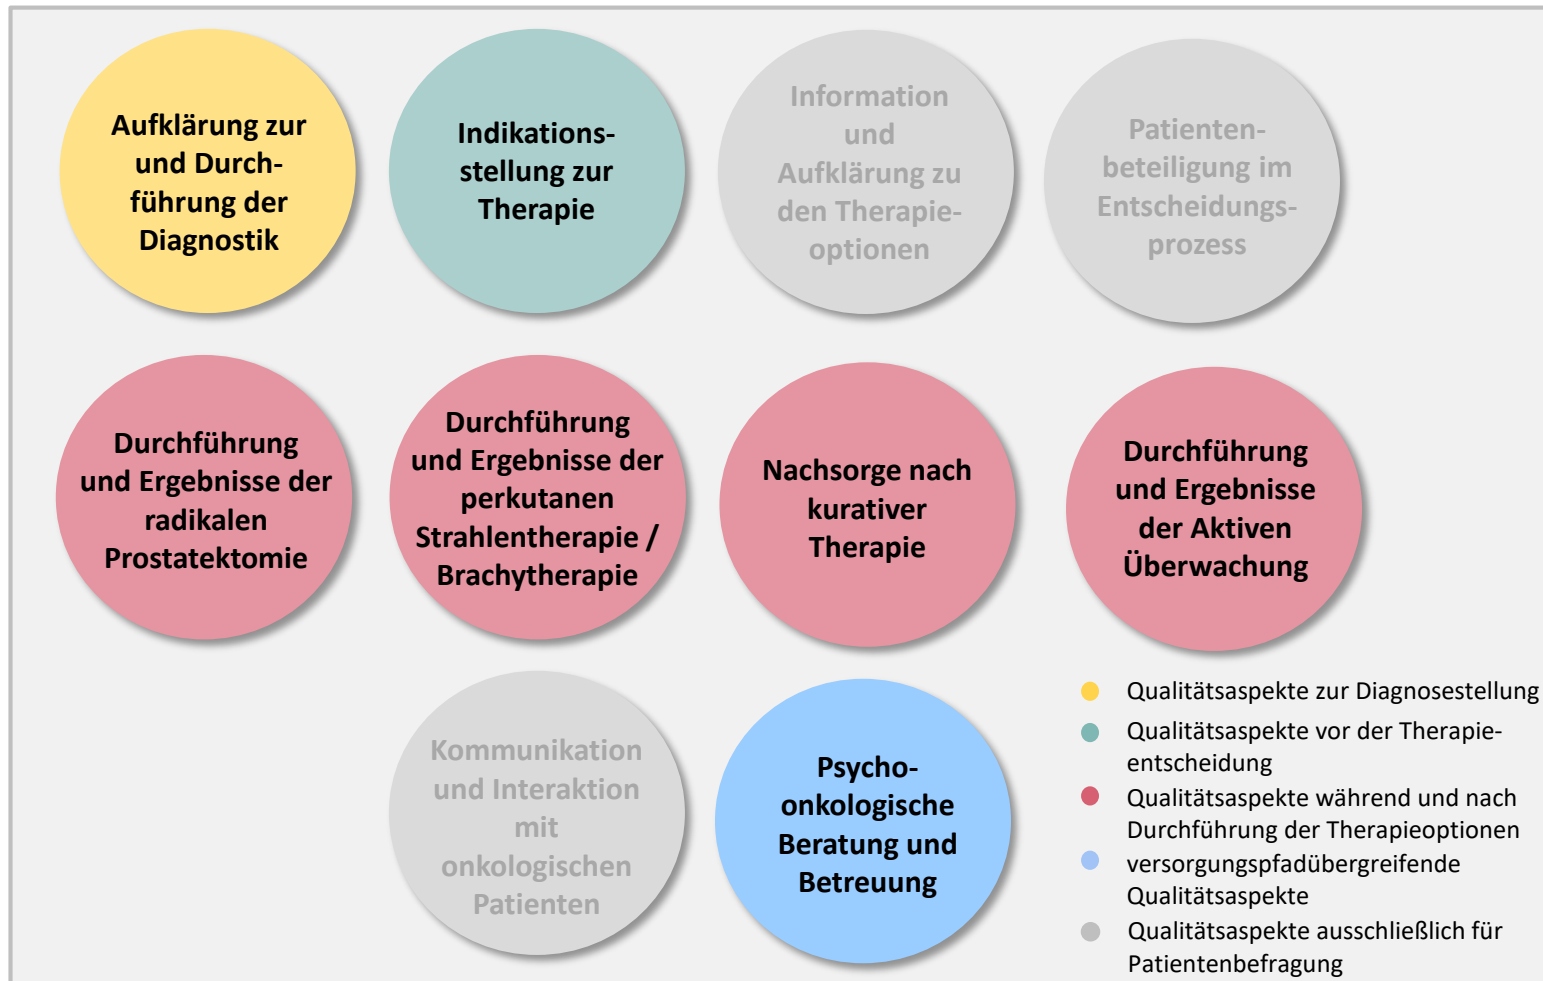 Aufklärung zur
und Durch-
führung der
Diagnostik
Indikations-
stellung zur
Therapie
Information
und
Aufklärung zu
den Therapie-
optionen
Patienten-
beteiligung im
Entscheidungs-
prozess
Durchführung
und Ergebnisse der
radikalen
Prostatektomie
Durchführung
und Ergebnisse der
perkutanen
Strahlentherapie /
Brachytherapie
Nachsorge nach
kurativer
Therapie
Durchführung
und Ergebnisse
der Aktiven
Überwachung
Kommunikation
und Interaktion
mit
onkologischen
Patienten
Psycho-
onkologische
Beratung und
Betreuung
Qualitätsaspekte zur Diagnosestellung
Qualitätsaspekte vor der Therapie-
entscheidung
Qualitätsaspekte während und nach
Durchführung der Therapieoptionen
versorgungspfadübergreifende
Qualitätsaspekte
Qualitätsaspekte ausschließlich für
Patientenbefragung